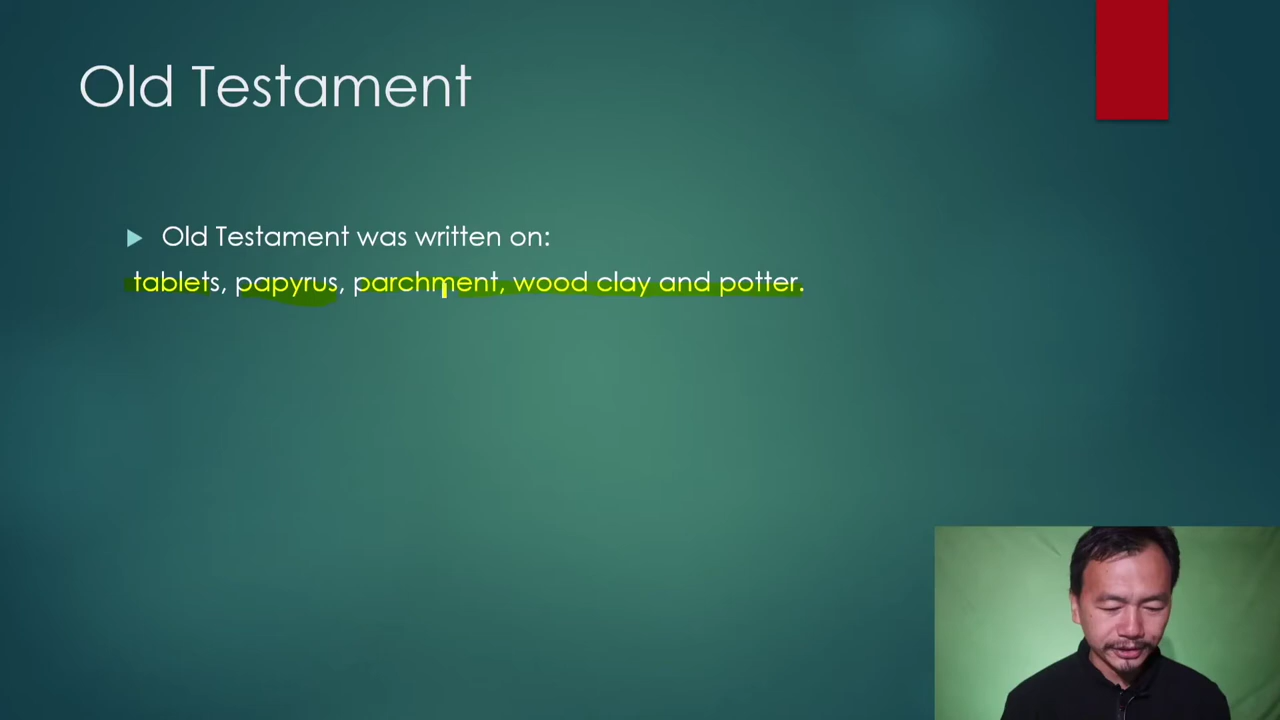 Old Testament
Old Testament was written on:
tablets, papyrus, parchment, wood clay and potter.